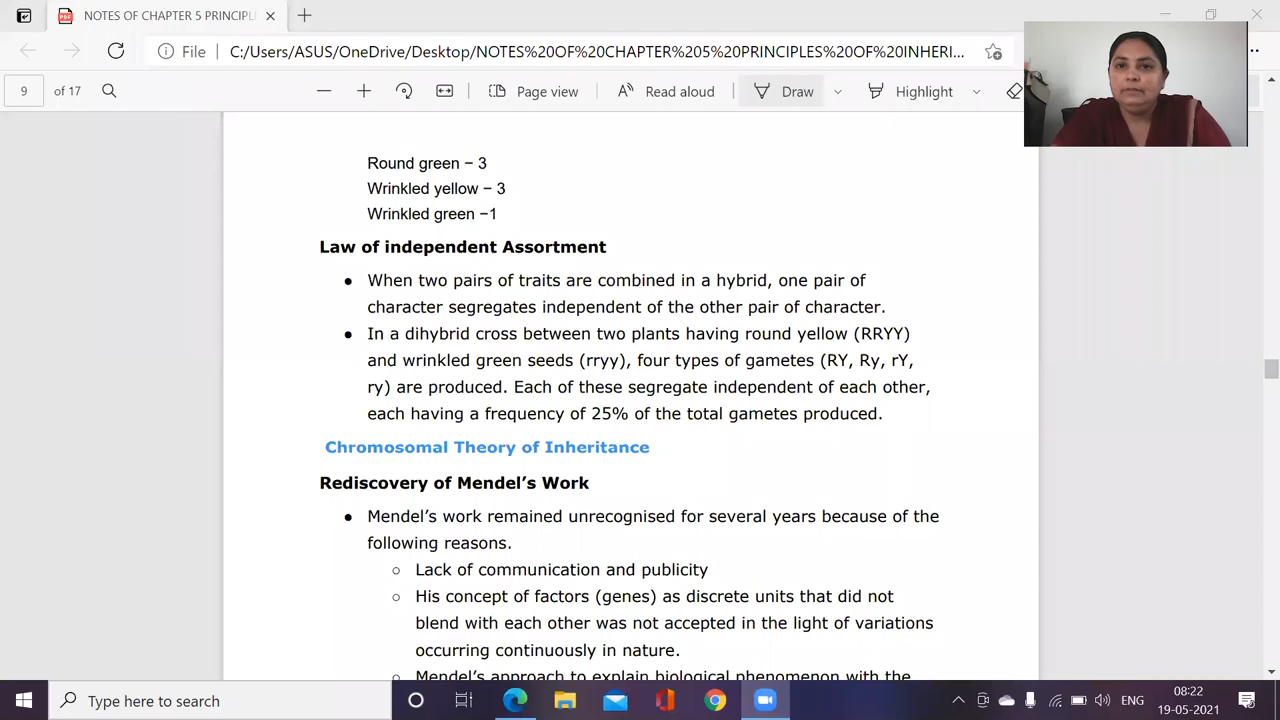 NOTES OF CHAPTER 5 PRINCIPL
File
C:/Users/ASUS/OneDrive/Desktop/NOTES%20OF%20CHAPTER%205%20PRINCIPLES%20OF%20INHERI...
9 of 17
Page view
Read aloud
Draw
Highlight
Round green − 3
Wrinkled yellow − 3
Wrinkled green −1
Law of independent Assortment
● When two pairs of traits are combined in a hybrid, one pair of
character segregates independent of the other pair of character.
● In a dihybrid cross between two plants having round yellow (RRYY)
and wrinkled green seeds (rryy), four types of gametes (RY, Ry, rY,
ry) are produced. Each of these segregate independent of each other,
each having a frequency of 25% of the total gametes produced.
Chromosomal Theory of Inheritance
Rediscovery of Mendel’s Work
● Mendel’s work remained unrecognised for several years because of the
following reasons.
○ Lack of communication and publicity
○ His concept of factors (genes) as discrete units that did not
blend with each other was not accepted in the light of variations
occurring continuously in nature.
○ Mendel’s approach to explain biological phenomenon with the
Type here to search
ENG
08:22
19-05-2021